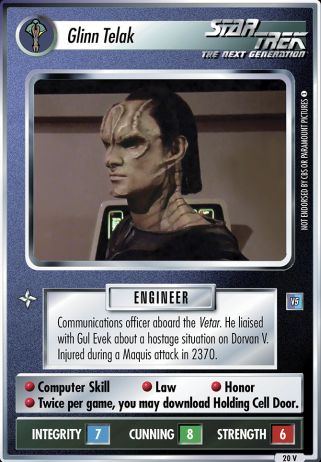 Glinn Telak
STAR TREK
THE NEXT GENERATION
NOT ENDORSED BY CBS OR PARAMOUNT PICTURES
ENGINEER
VS
Communications officer aboard the Vetar. He liaised
with Gul Evek about a hostage situation on Dorvan V.
Injured during a Maquis attack in 2370.
Computer Skill Law Honor
Twice per game, you may download Holding Cell Door.
INTEGRITY 7 CUNNING 8 STRENGTH 6
20 V